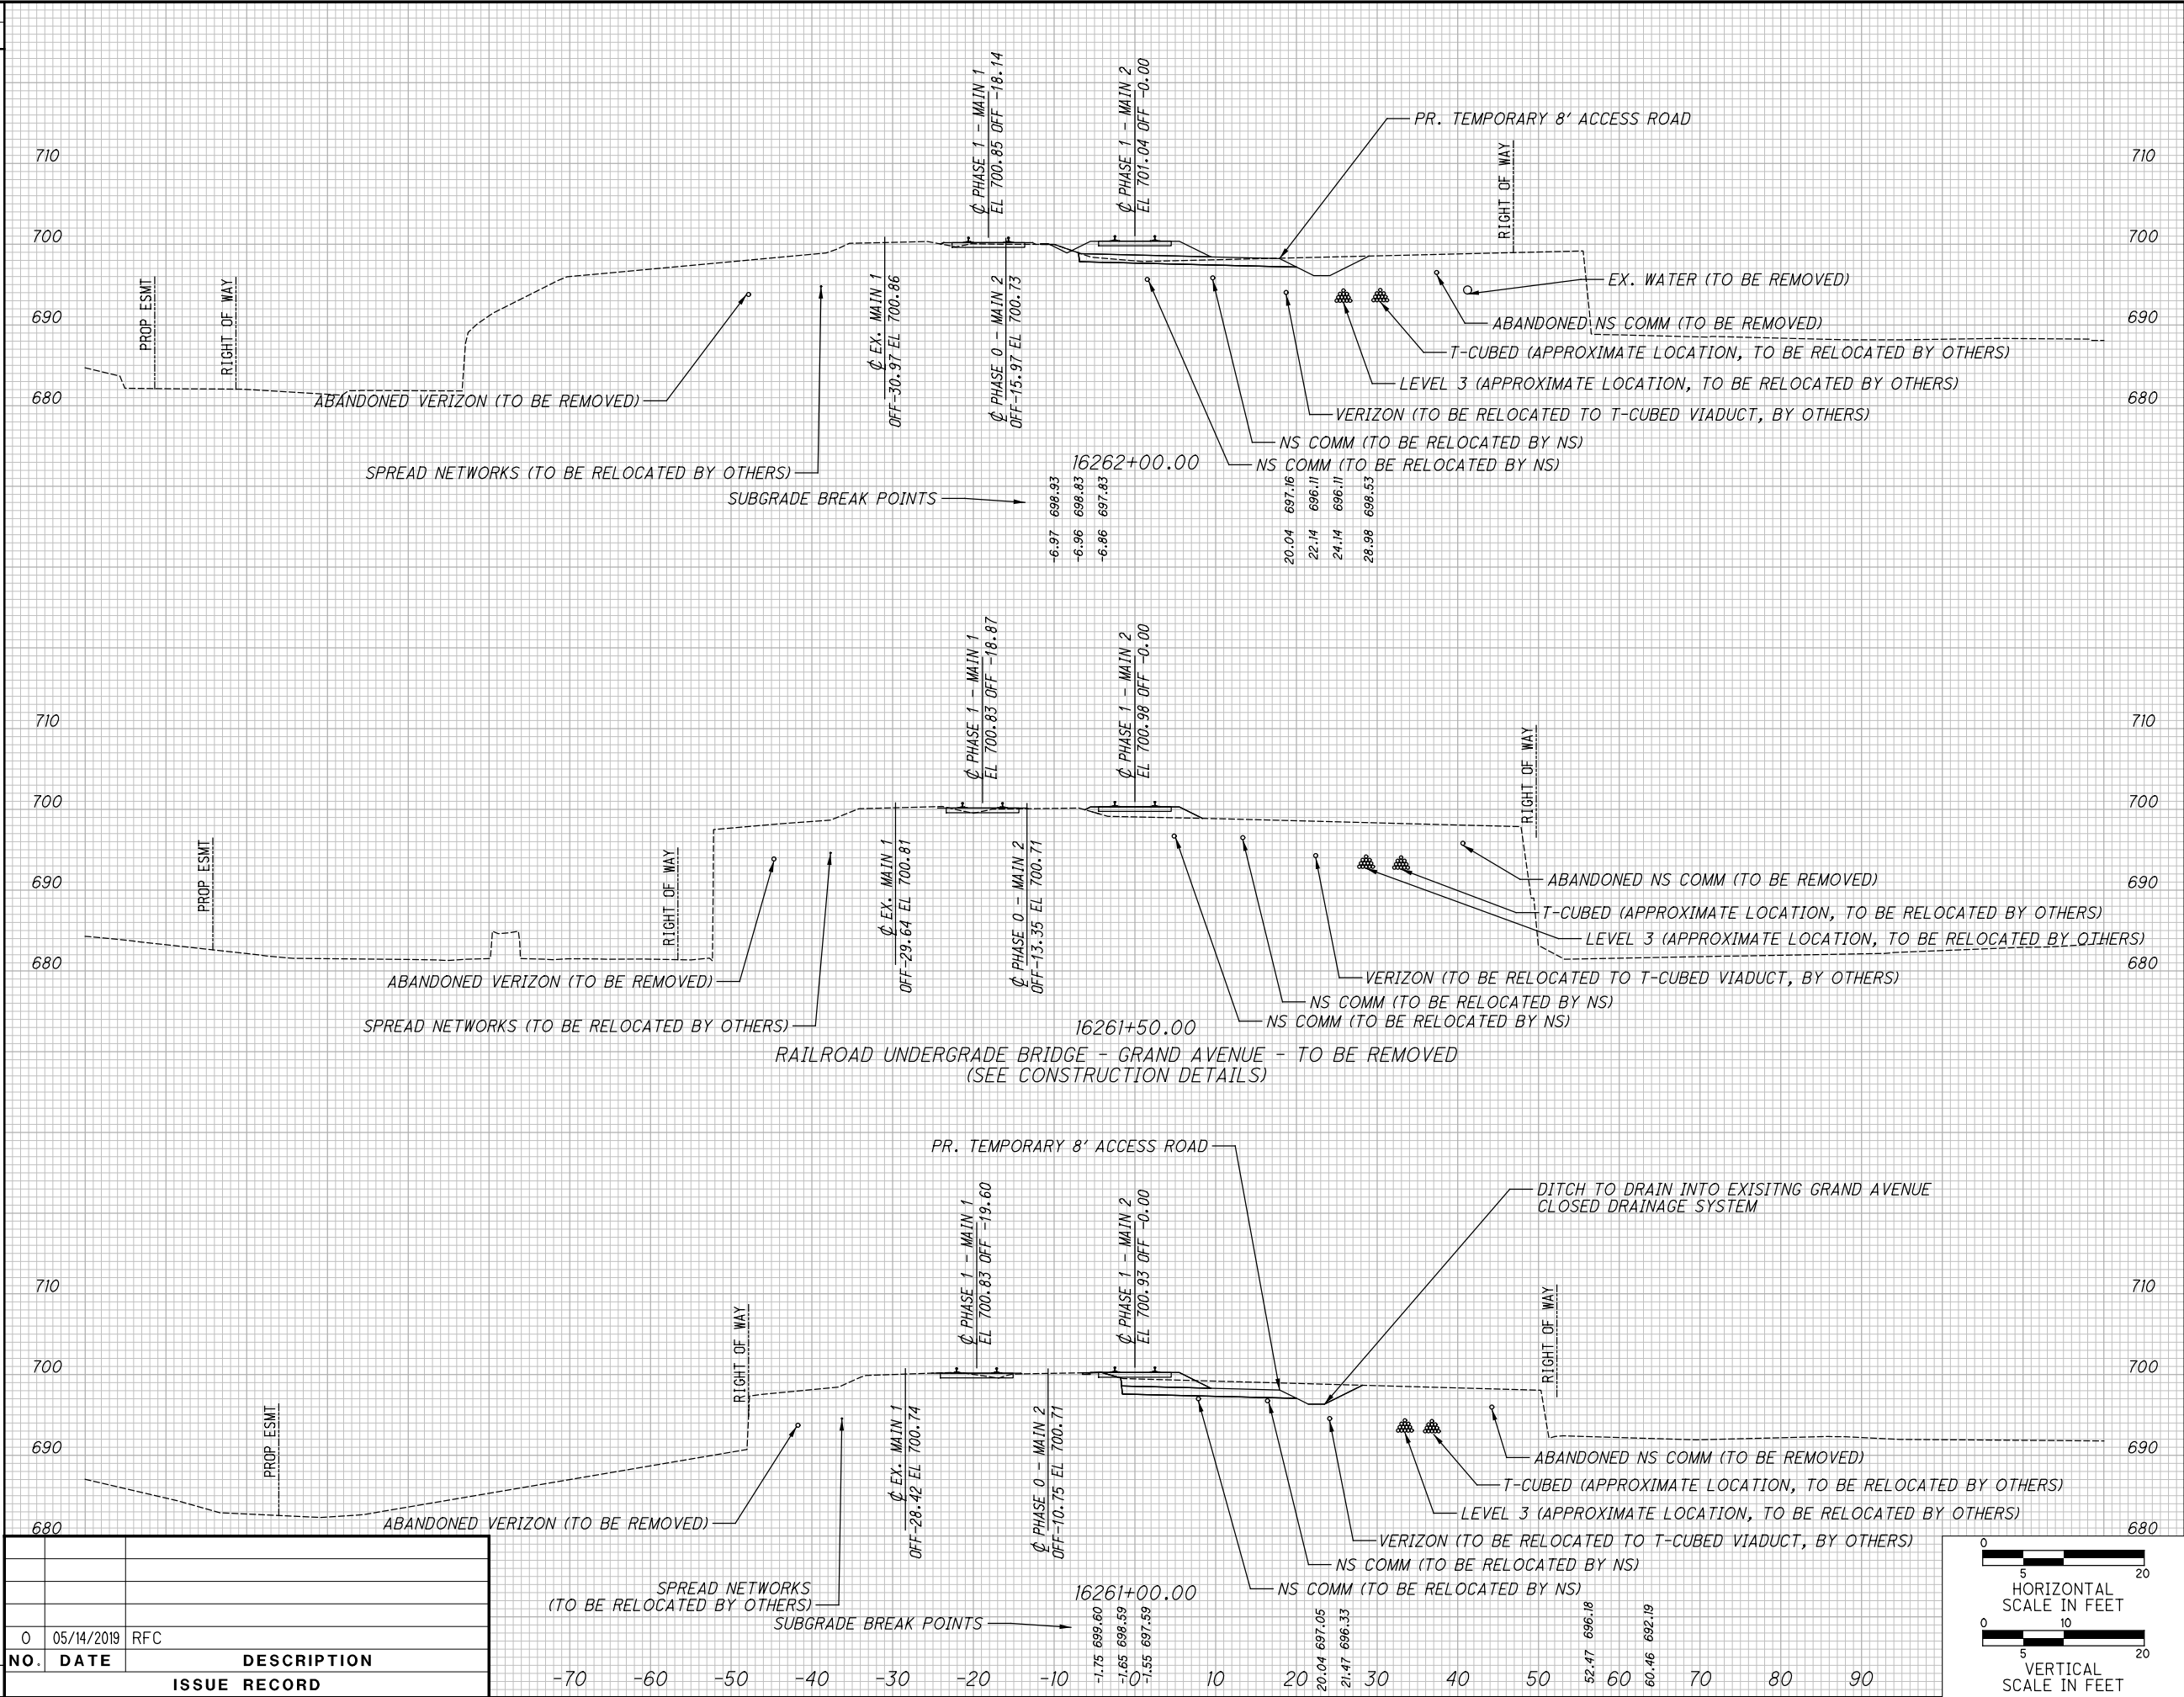 ℄ PHASE 1 - MAIN 1
EL 700.85 OFF -18.14
℄ PHASE 1 - MAIN 2
EL 701.04 OFF -0.00
PR. TEMPORARY 8' ACCESS ROAD
710
RIGHT OF WAY
710
700
700
PROP ESMT
RIGHT OF WAY
℄ EX. MAIN 1
OFF-30.97 EL 700.86
℄ PHASE 0 - MAIN 2
OFF-15.97 EL 700.73
EX. WATER (TO BE REMOVED)
690
690
ABANDONED NS COMM (TO BE REMOVED)
T-CUBED (APPROXIMATE LOCATION, TO BE RELOCATED BY OTHERS)
LEVEL 3 (APPROXIMATE LOCATION, TO BE RELOCATED BY OTHERS)
680
680
ABANDONED VERIZON (TO BE REMOVED)
VERIZON (TO BE RELOCATED TO T-CUBED VIADUCT, BY OTHERS)
NS COMM (TO BE RELOCATED BY NS)
16262+00.00
NS COMM (TO BE RELOCATED BY NS)
SPREAD NETWORKS (TO BE RELOCATED BY OTHERS)
SUBGRADE BREAK POINTS
-6.97 698.93
-6.96 698.83
-6.86 697.83
20.04 697.16
22.14 696.11
24.14 696.11
28.98 698.53
℄ PHASE 1 - MAIN 1
EL 700.83 OFF -18.87
℄ PHASE 1 - MAIN 2
EL 700.98 OFF -0.00
710
710
RIGHT OF WAY
700
700
PROP ESMT
RIGHT OF WAY
℄ EX. MAIN 1
OFF-29.64 EL 700.81
℄ PHASE 0 - MAIN 2
OFF-13.35 EL 700.71
690
690
ABANDONED NS COMM (TO BE REMOVED)
T-CUBED (APPROXIMATE LOCATION, TO BE RELOCATED BY OTHERS)
LEVEL 3 (APPROXIMATE LOCATION, TO BE RELOCATED BY OTHERS)
680
680
ABANDONED VERIZON (TO BE REMOVED)
VERIZON (TO BE RELOCATED TO T-CUBED VIADUCT, BY OTHERS)
NS COMM (TO BE RELOCATED BY NS)
SPREAD NETWORKS (TO BE RELOCATED BY OTHERS)
16261+50.00
NS COMM (TO BE RELOCATED BY NS)
RAILROAD UNDERGRADE BRIDGE - GRAND AVENUE - TO BE REMOVED
(SEE CONSTRUCTION DETAILS)
PR. TEMPORARY 8' ACCESS ROAD
℄ PHASE 1 - MAIN 1
EL 700.83 OFF -19.60
℄ PHASE 1 - MAIN 2
EL 700.93 OFF -0.00
DITCH TO DRAIN INTO EXISITNG GRAND AVENUE
CLOSED DRAINAGE SYSTEM
710
710
RIGHT OF WAY
RIGHT OF WAY
700
700
PROP ESMT
℄ EX. MAIN 1
OFF-28.42 EL 700.74
℄ PHASE 0 - MAIN 2
OFF-10.75 EL 700.71
690
690
ABANDONED NS COMM (TO BE REMOVED)
T-CUBED (APPROXIMATE LOCATION, TO BE RELOCATED BY OTHERS)
LEVEL 3 (APPROXIMATE LOCATION, TO BE RELOCATED BY OTHERS)
680
680
ABANDONED VERIZON (TO BE REMOVED)
VERIZON (TO BE RELOCATED TO T-CUBED VIADUCT, BY OTHERS)
NS COMM (TO BE RELOCATED BY NS)
SPREAD NETWORKS
(TO BE RELOCATED BY OTHERS)
16261+00.00
NS COMM (TO BE RELOCATED BY NS)
SUBGRADE BREAK POINTS
-1.75 699.60
-1.65 698.59
-1.55 697.59
20.04 697.05
21.47 696.33
52.47 696.18
60.46 692.19
-70 -60 -50 -40 -30 -20 -10 0 10 20 30 40 50 60 70 80 90
0 05/14/2019 RFC
NO. DATE DESCRIPTION
ISSUE RECORD
0
5 20
HORIZONTAL
SCALE IN FEET
0 10
5 20
VERTICAL
SCALE IN FEET